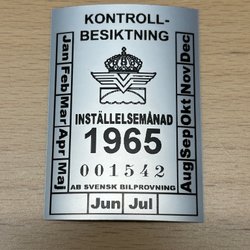 KONTROLL-
BESIKTNING
Jan Feb Mar Apr Maj
INSTÄLLELSEMÅNAD
1965
001542
AB SVENSK BILPROVNING
Jun Jul
Aug Sep Okt Nov Dec